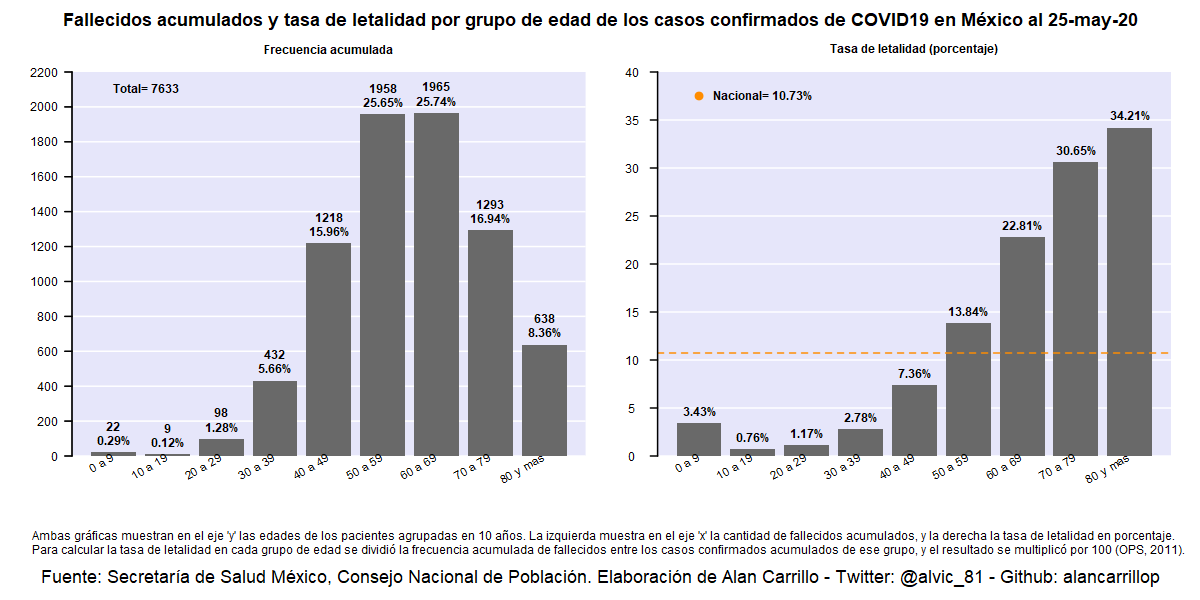 Fallecidos acumulados y tasa de letalidad por grupo de edad de los casos confirmados de COVID19 en México al 25-may-20
Frecuencia acumulada
2200
2000
1800
1600
1400
1200
1000
800
600
400
200
0
Total= 7633
22
0.29%
9
0.12%
98
1.28%
432
5.66%
1218
15.96%
1958
25.65%
1965
25.74%
1293
16.94%
638
8.36%
0 a 9
10 a 19
20 a 29
30 a 39
40 a 49
50 a 59
60 a 69
70 a 79
80 y mas
Tasa de letalidad (porcentaje)
40
35
30
25
20
15
10
5
0
Nacional= 10.73%
3.43%
0.76%
1.17%
2.78%
7.36%
13.84%
22.81%
30.65%
34.21%
0 a 9
10 a 19
20 a 29
30 a 39
40 a 49
50 a 59
60 a 69
70 a 79
80 y mas
Ambas gráficas muestran en el eje 'y' las edades de los pacientes agrupadas en 10 años. La izquierda muestra en el eje 'x' la cantidad de fallecidos acumulados, y la derecha la tasa de letalidad en porcentaje.
Para calcular la tasa de letalidad en cada grupo de edad se dividió la frecuencia acumulada de fallecidos entre los casos confirmados acumulados de ese grupo, y el resultado se multiplicó por 100 (OPS, 2011).
Fuente: Secretaría de Salud México, Consejo Nacional de Población. Elaboración de Alan Carrillo - Twitter: @alvic_81 - Github: alancarrillop